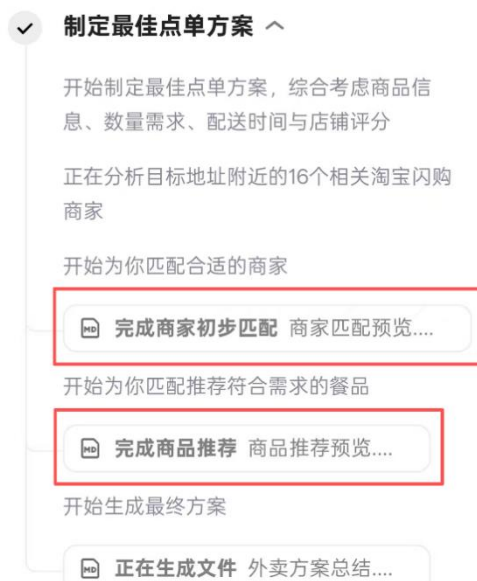 制定最佳点单方案
开始制定最佳点单方案，综合考虑商品信
息、数量需求、配送时间与店铺评分
正在分析目标地址附近的16个相关淘宝闪购
商家
开始为你匹配合适的商家
MD 完成商家初步匹配 商家匹配预览....
开始为你匹配推荐符合需求的餐品
MD 完成商品推荐 商品推荐预览....
开始生成最终方案
MD 正在生成文件 外卖方案总结....